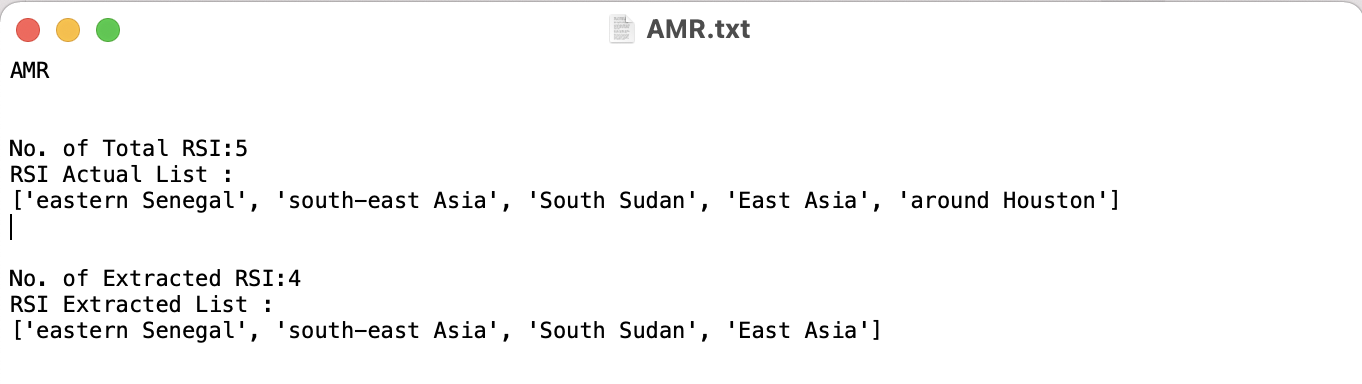 AMR.txt
AMR
No. of Total RSI:5
RSI Actual List :
['eastern Senegal', 'south-east Asia', 'South Sudan', 'East Asia', 'around Houston']
No. of Extracted RSI:4
RSI Extracted List :
['eastern Senegal', 'south-east Asia', 'South Sudan', 'East Asia']